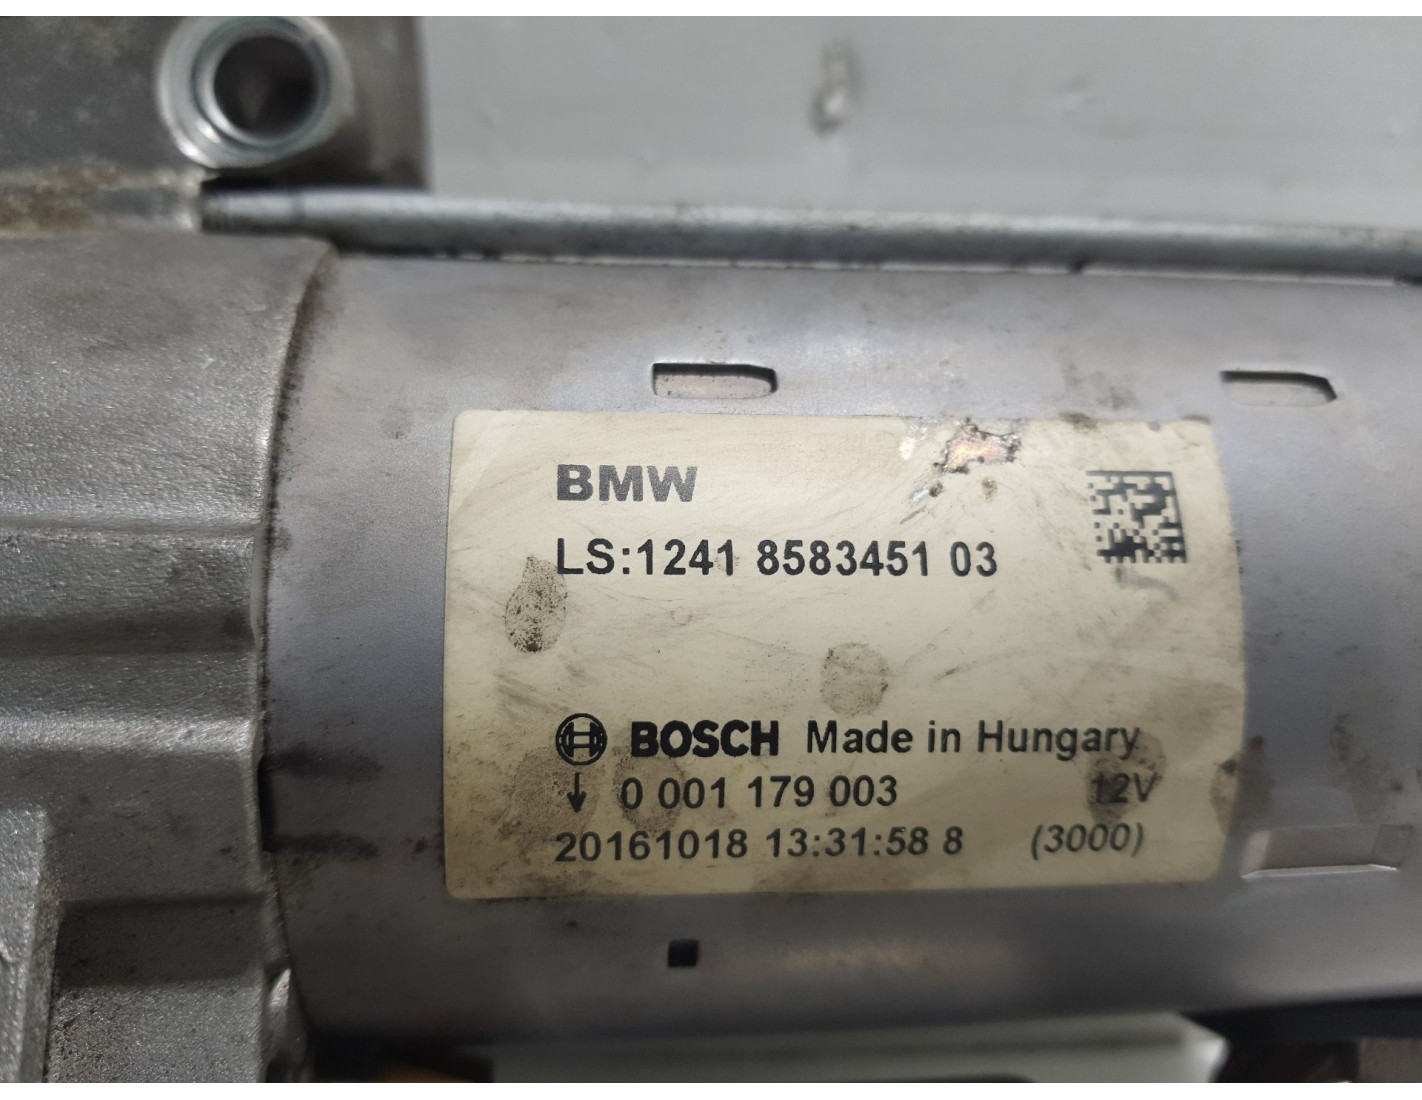 BMW
LS:1241 8583451 03
BOSCH Made in Hungary
↓ 0 001 179 003 12V
20161018 13:31:58 8 (3000)